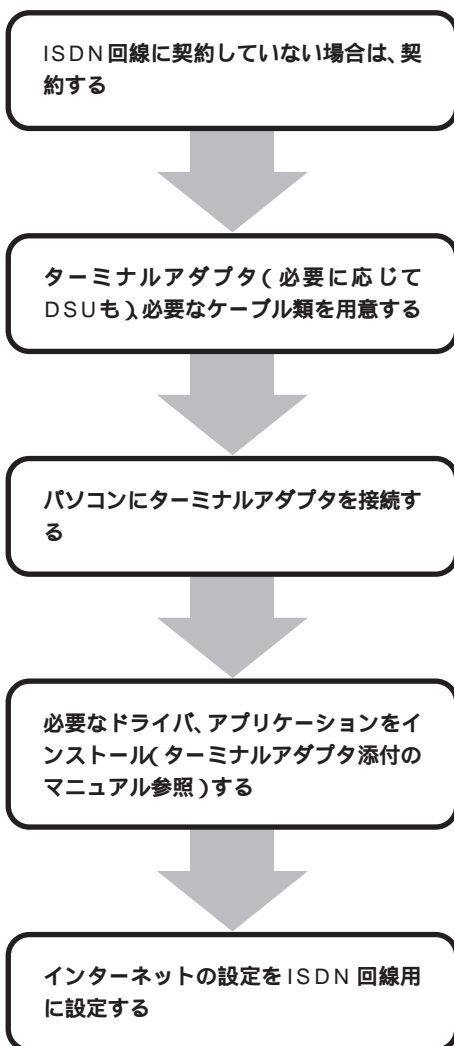 ISDN回線に契約していない場合は、契
約する
ターミナルアダプタ(必要に応じて
DSUも)、必要なケーブル類を用意する
パソコンにターミナルアダプタを接続す
る
必要なドライバ、アプリケーションをイ
ンストール(ターミナルアダプタ添付の
マニュアル参照)する
インターネットの設定をISDN回線用
に設定する